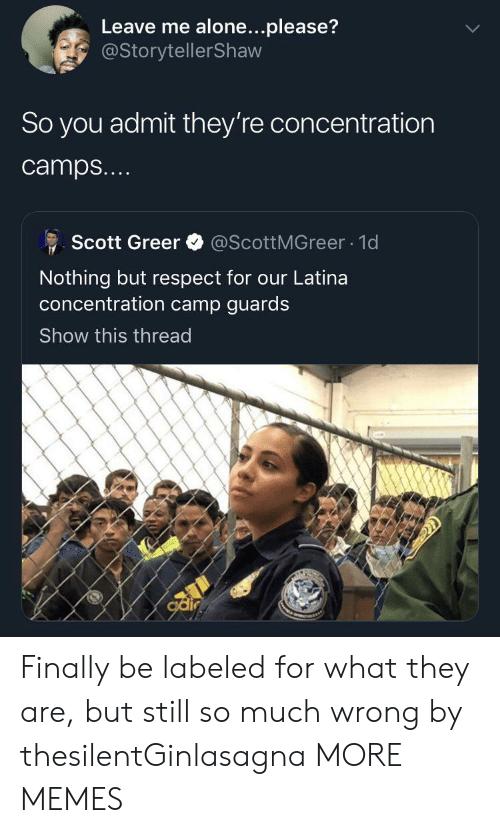 Leave me alone...please?
@StorytellerShaw
So you admit they're concentration
camps....
Scott Greer @ScottMGreer · 1d
Nothing but respect for our Latina
concentration camp guards
Show this thread
adi
Finally be labeled for what they
are, but still so much wrong by
thesilentGinlasagna MORE
MEMES